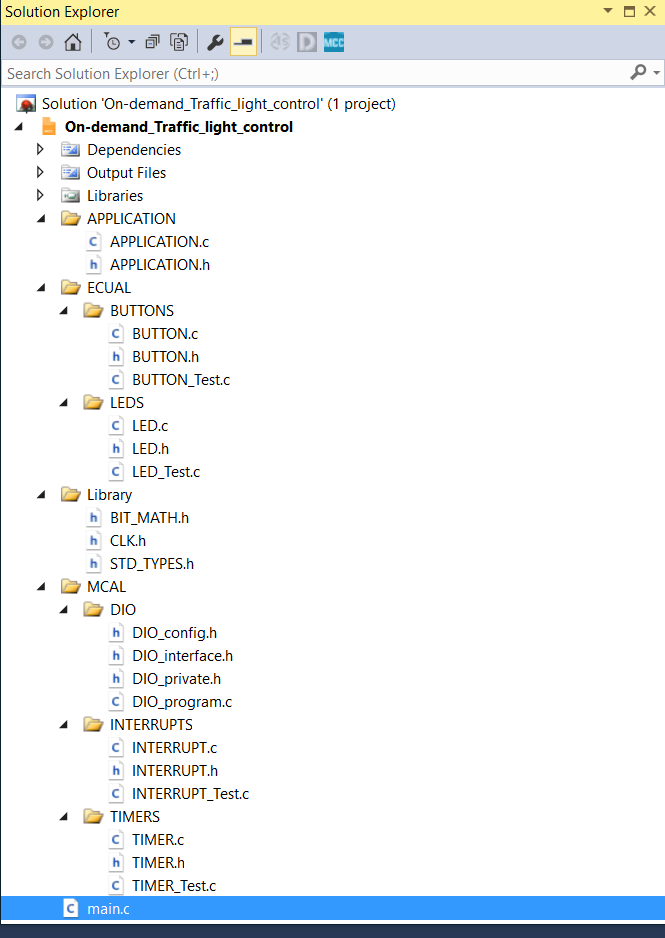 Solution Explorer
MCC
Search Solution Explorer (Ctrl+;)
Solution 'On-demand_Traffic_light_control' (1 project)
On-demand_Traffic_light_control
Dependencies
Output Files
Libraries
APPLICATION
C APPLICATION.c
h APPLICATION.h
ECUAL
BUTTONS
C BUTTON.c
h BUTTON.h
C BUTTON_Test.c
LEDS
C LED.c
h LED.h
C LED_Test.c
Library
h BIT_MATH.h
h CLK.h
h STD_TYPES.h
MCAL
DIO
h DIO_config.h
h DIO_interface.h
h DIO_private.h
C DIO_program.c
INTERRUPTS
C INTERRUPT.c
h INTERRUPT.h
C INTERRUPT_Test.c
TIMERS
C TIMER.c
h TIMER.h
C TIMER_Test.c
C main.c